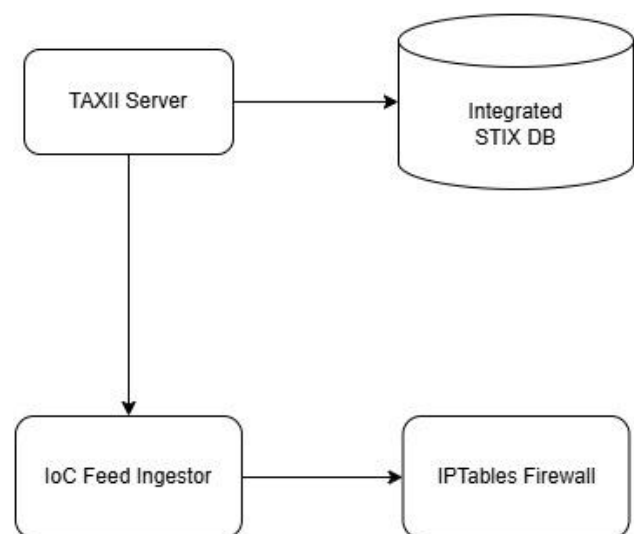 TAXII Server
Integrated
STIX DB
IoC Feed Ingestor
IPTables Firewall